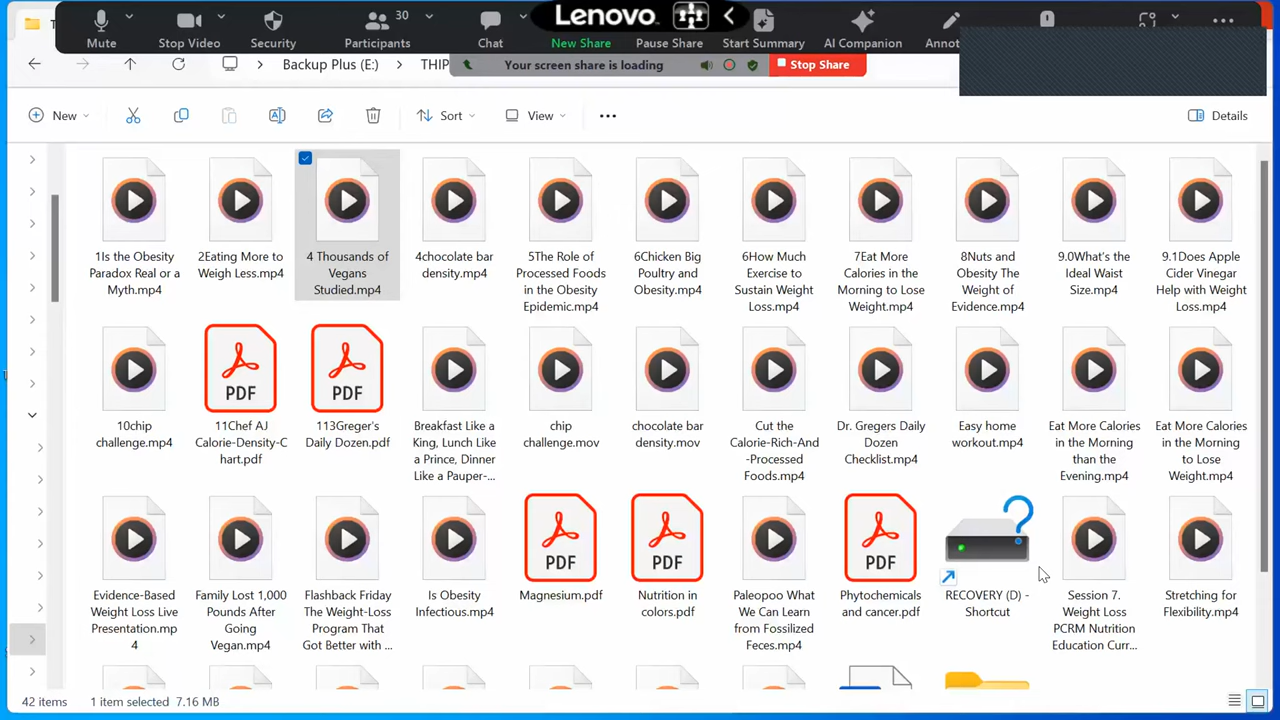 Lenovo
30
Mute
Stop Video
Security
Participants
Chat
New Share
Pause Share
Start Summary
AI Companion
Annot
Backup Plus (E:)
THIP
Your screen share is loading
Stop Share
New
Sort
View
Details
1Is the Obesity
Paradox Real or a
Myth.mp4
2Eating More to
Weigh Less.mp4
4 Thousands of
Vegans
Studied.mp4
4chocolate bar
density.mp4
5The Role of
Processed Foods
in the Obesity
Epidemic.mp4
6Chicken Big
Poultry and
Obesity.mp4
6How Much
Exercise to
Sustain Weight
Loss.mp4
7Eat More
Calories in the
Morning to Lose
Weight.mp4
8Nuts and
Obesity The
Weight of
Evidence.mp4
9.0What's the
Ideal Waist
Size.mp4
9.1Does Apple
Cider Vinegar
Help with Weight
Loss.mp4
10chip
challenge.mp4
PDF
11Chef AJ
Calorie-Density-C
hart.pdf
PDF
113Greger's
Daily Dozen.pdf
Breakfast Like a
King, Lunch Like
a Prince, Dinner
Like a Pauper-...
chip
challenge.mov
chocolate bar
density.mov
Cut the
Calorie-Rich-And
-Processed
Foods.mp4
Dr. Gregers Daily
Dozen
Checklist.mp4
Easy home
workout.mp4
Eat More Calories
in the Morning
than the
Evening.mp4
Eat More Calories
in the Morning
to Lose
Weight.mp4
Evidence-Based
Weight Loss Live
Presentation.mp
4
Family Lost 1,000
Pounds After
Going
Vegan.mp4
Flashback Friday
The Weight-Loss
Program That
Got Better with ...
Is Obesity
Infectious.mp4
PDF
Magnesium.pdf
PDF
Nutrition in
colors.pdf
Paleopoo What
We Can Learn
from Fossilized
Feces.mp4
PDF
Phytochemicals
and cancer.pdf
RECOVERY (D) -
Shortcut
Session 7.
Weight Loss
PCRM Nutrition
Education Curr...
Stretching for
Flexibility.mp4
42 items
1 item selected 7.16 MB